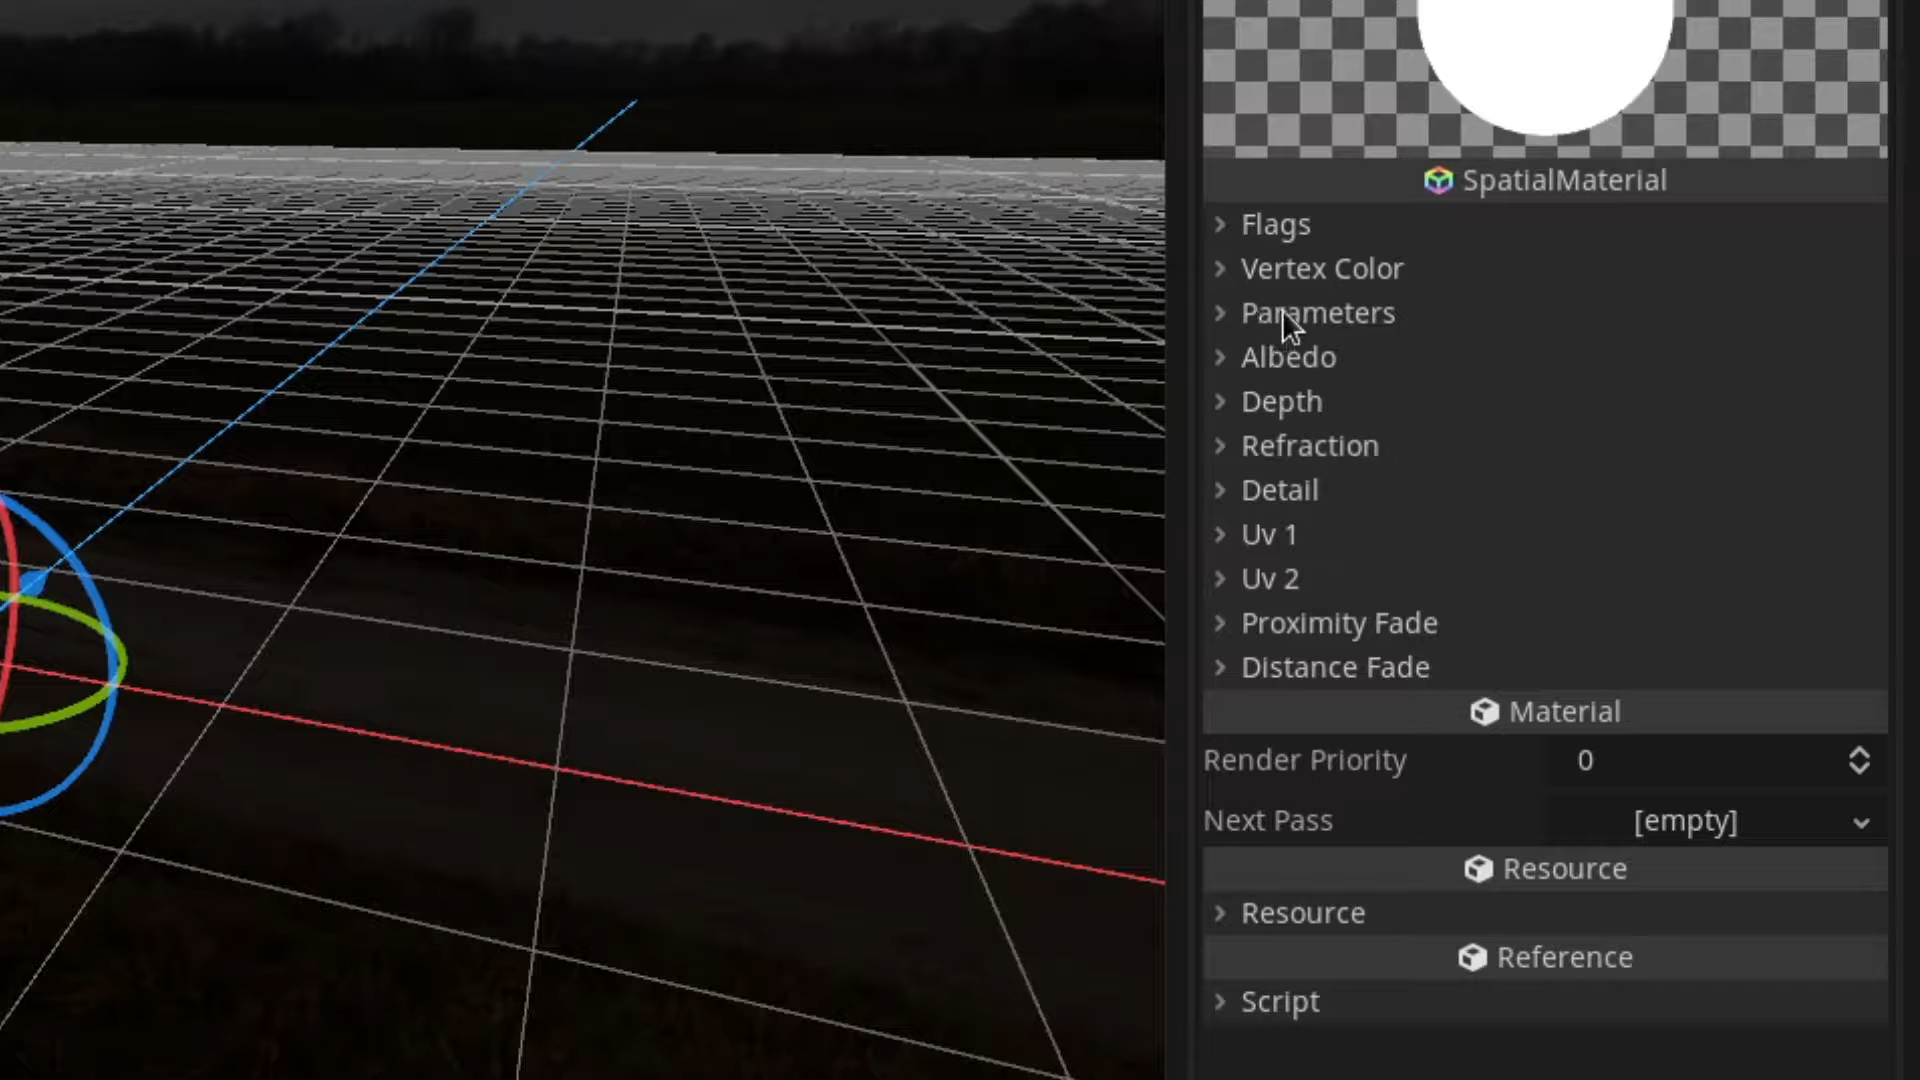 SpatialMaterial
Flags
Vertex Color
Parameters
Albedo
Depth
Refraction
Detail
Uv 1
Uv 2
Proximity Fade
Distance Fade
Material
Render Priority 0
Next Pass [empty]
Resource
Resource
Reference
Script